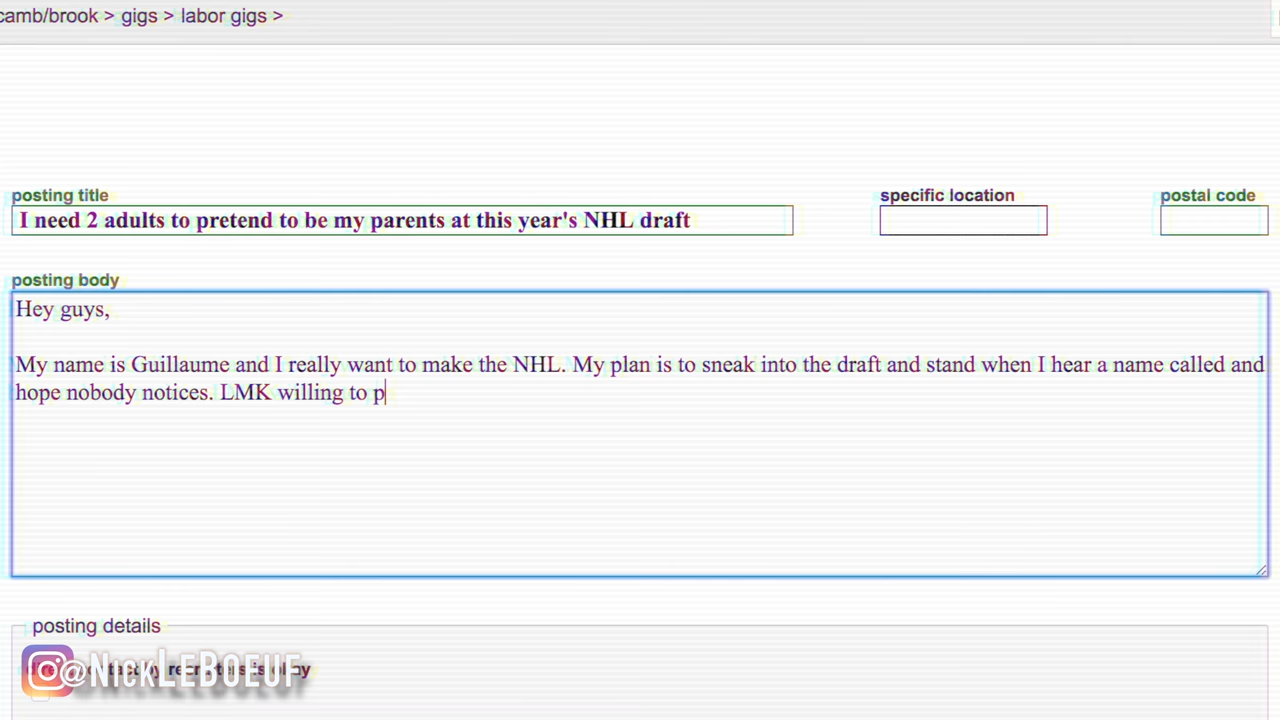 camb/brook > gigs > labor gigs >
posting title
specific location
postal code
I need 2 adults to pretend to be my parents at this year's NHL draft
posting body
Hey guys,
My name is Guillaume and I really want to make the NHL. My plan is to sneak into the draft and stand when I hear a name called and
hope nobody notices. LMK willing to p
posting details
@NickLeBoeuf